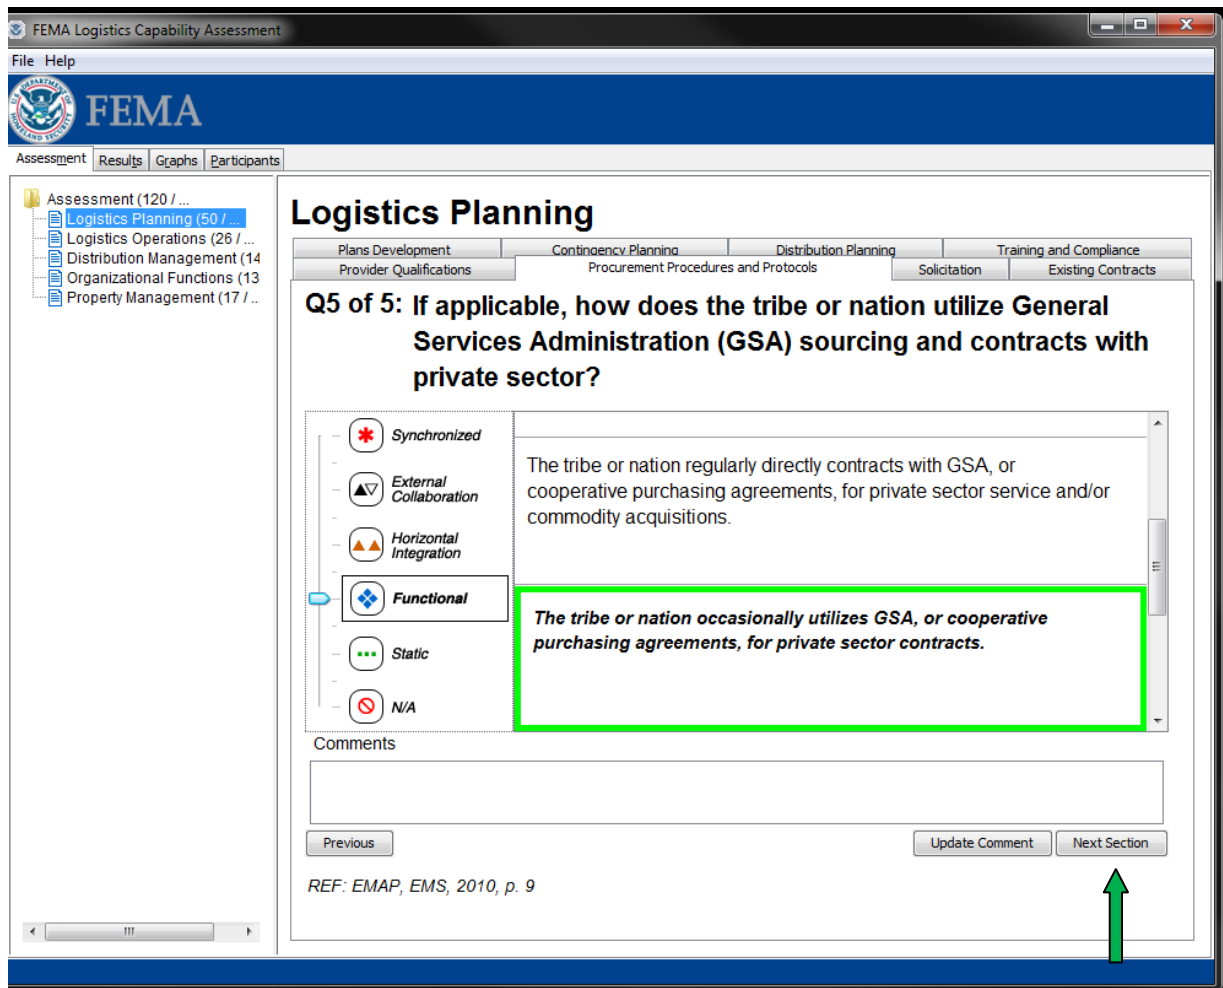 FEMA Logistics Capability Assessment
File Help
FEMA
Assessment Results Graphs Participants
Assessment (120 / ...
Logistics Planning (50 / ...
Logistics Operations (26 / ...
Distribution Management (14
Organizational Functions (13
Property Management (17 / ..
Logistics Planning
Plans Development Contingency Planning Distribution Planning Training and Compliance
Provider Qualifications Procurement Procedures and Protocols Solicitation Existing Contracts
Q5 of 5: If applicable, how does the tribe or nation utilize General
Services Administration (GSA) sourcing and contracts with
private sector?
Synchronized
External
Collaboration
Horizontal
Integration
Functional
Static
N/A
The tribe or nation regularly directly contracts with GSA, or
cooperative purchasing agreements, for private sector service and/or
commodity acquisitions.
The tribe or nation occasionally utilizes GSA, or cooperative
purchasing agreements, for private sector contracts.
Comments
Previous Update Comment Next Section
REF: EMAP, EMS, 2010, p. 9